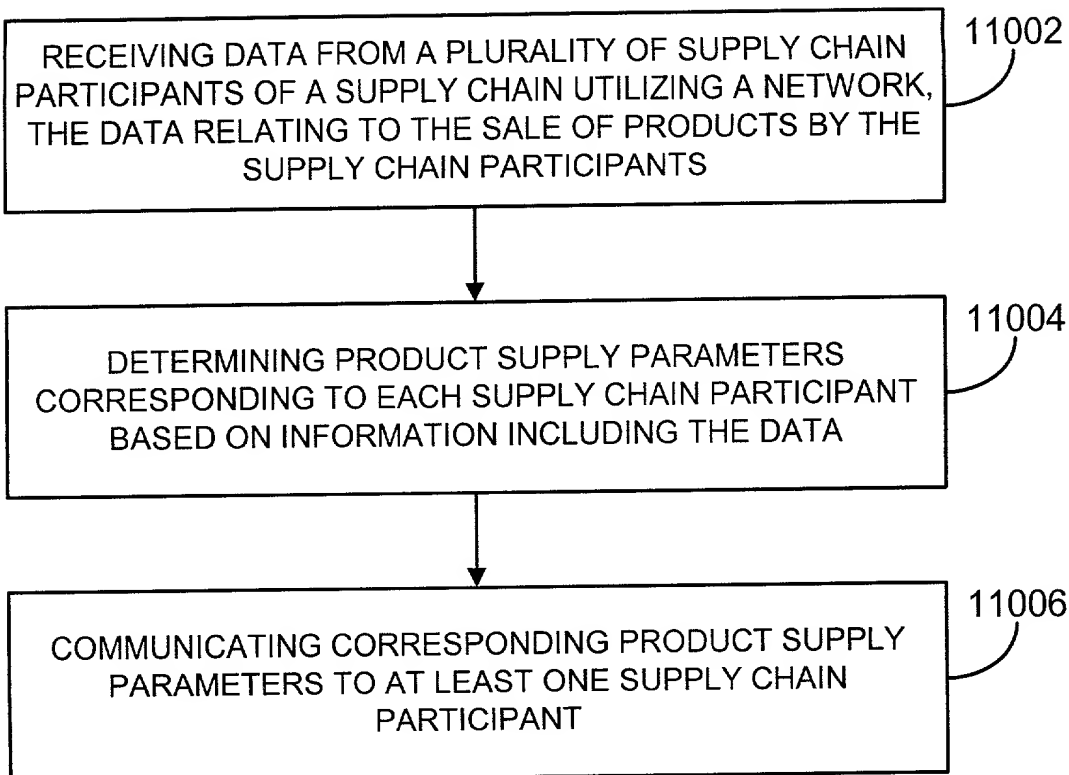 RECEIVING DATA FROM A PLURALITY OF SUPPLY CHAIN
PARTICIPANTS OF A SUPPLY CHAIN UTILIZING A NETWORK,
THE DATA RELATING TO THE SALE OF PRODUCTS BY THE
SUPPLY CHAIN PARTICIPANTS
11002
DETERMINING PRODUCT SUPPLY PARAMETERS
CORRESPONDING TO EACH SUPPLY CHAIN PARTICIPANT
BASED ON INFORMATION INCLUDING THE DATA
11004
COMMUNICATING CORRESPONDING PRODUCT SUPPLY
PARAMETERS TO AT LEAST ONE SUPPLY CHAIN
PARTICIPANT
11006